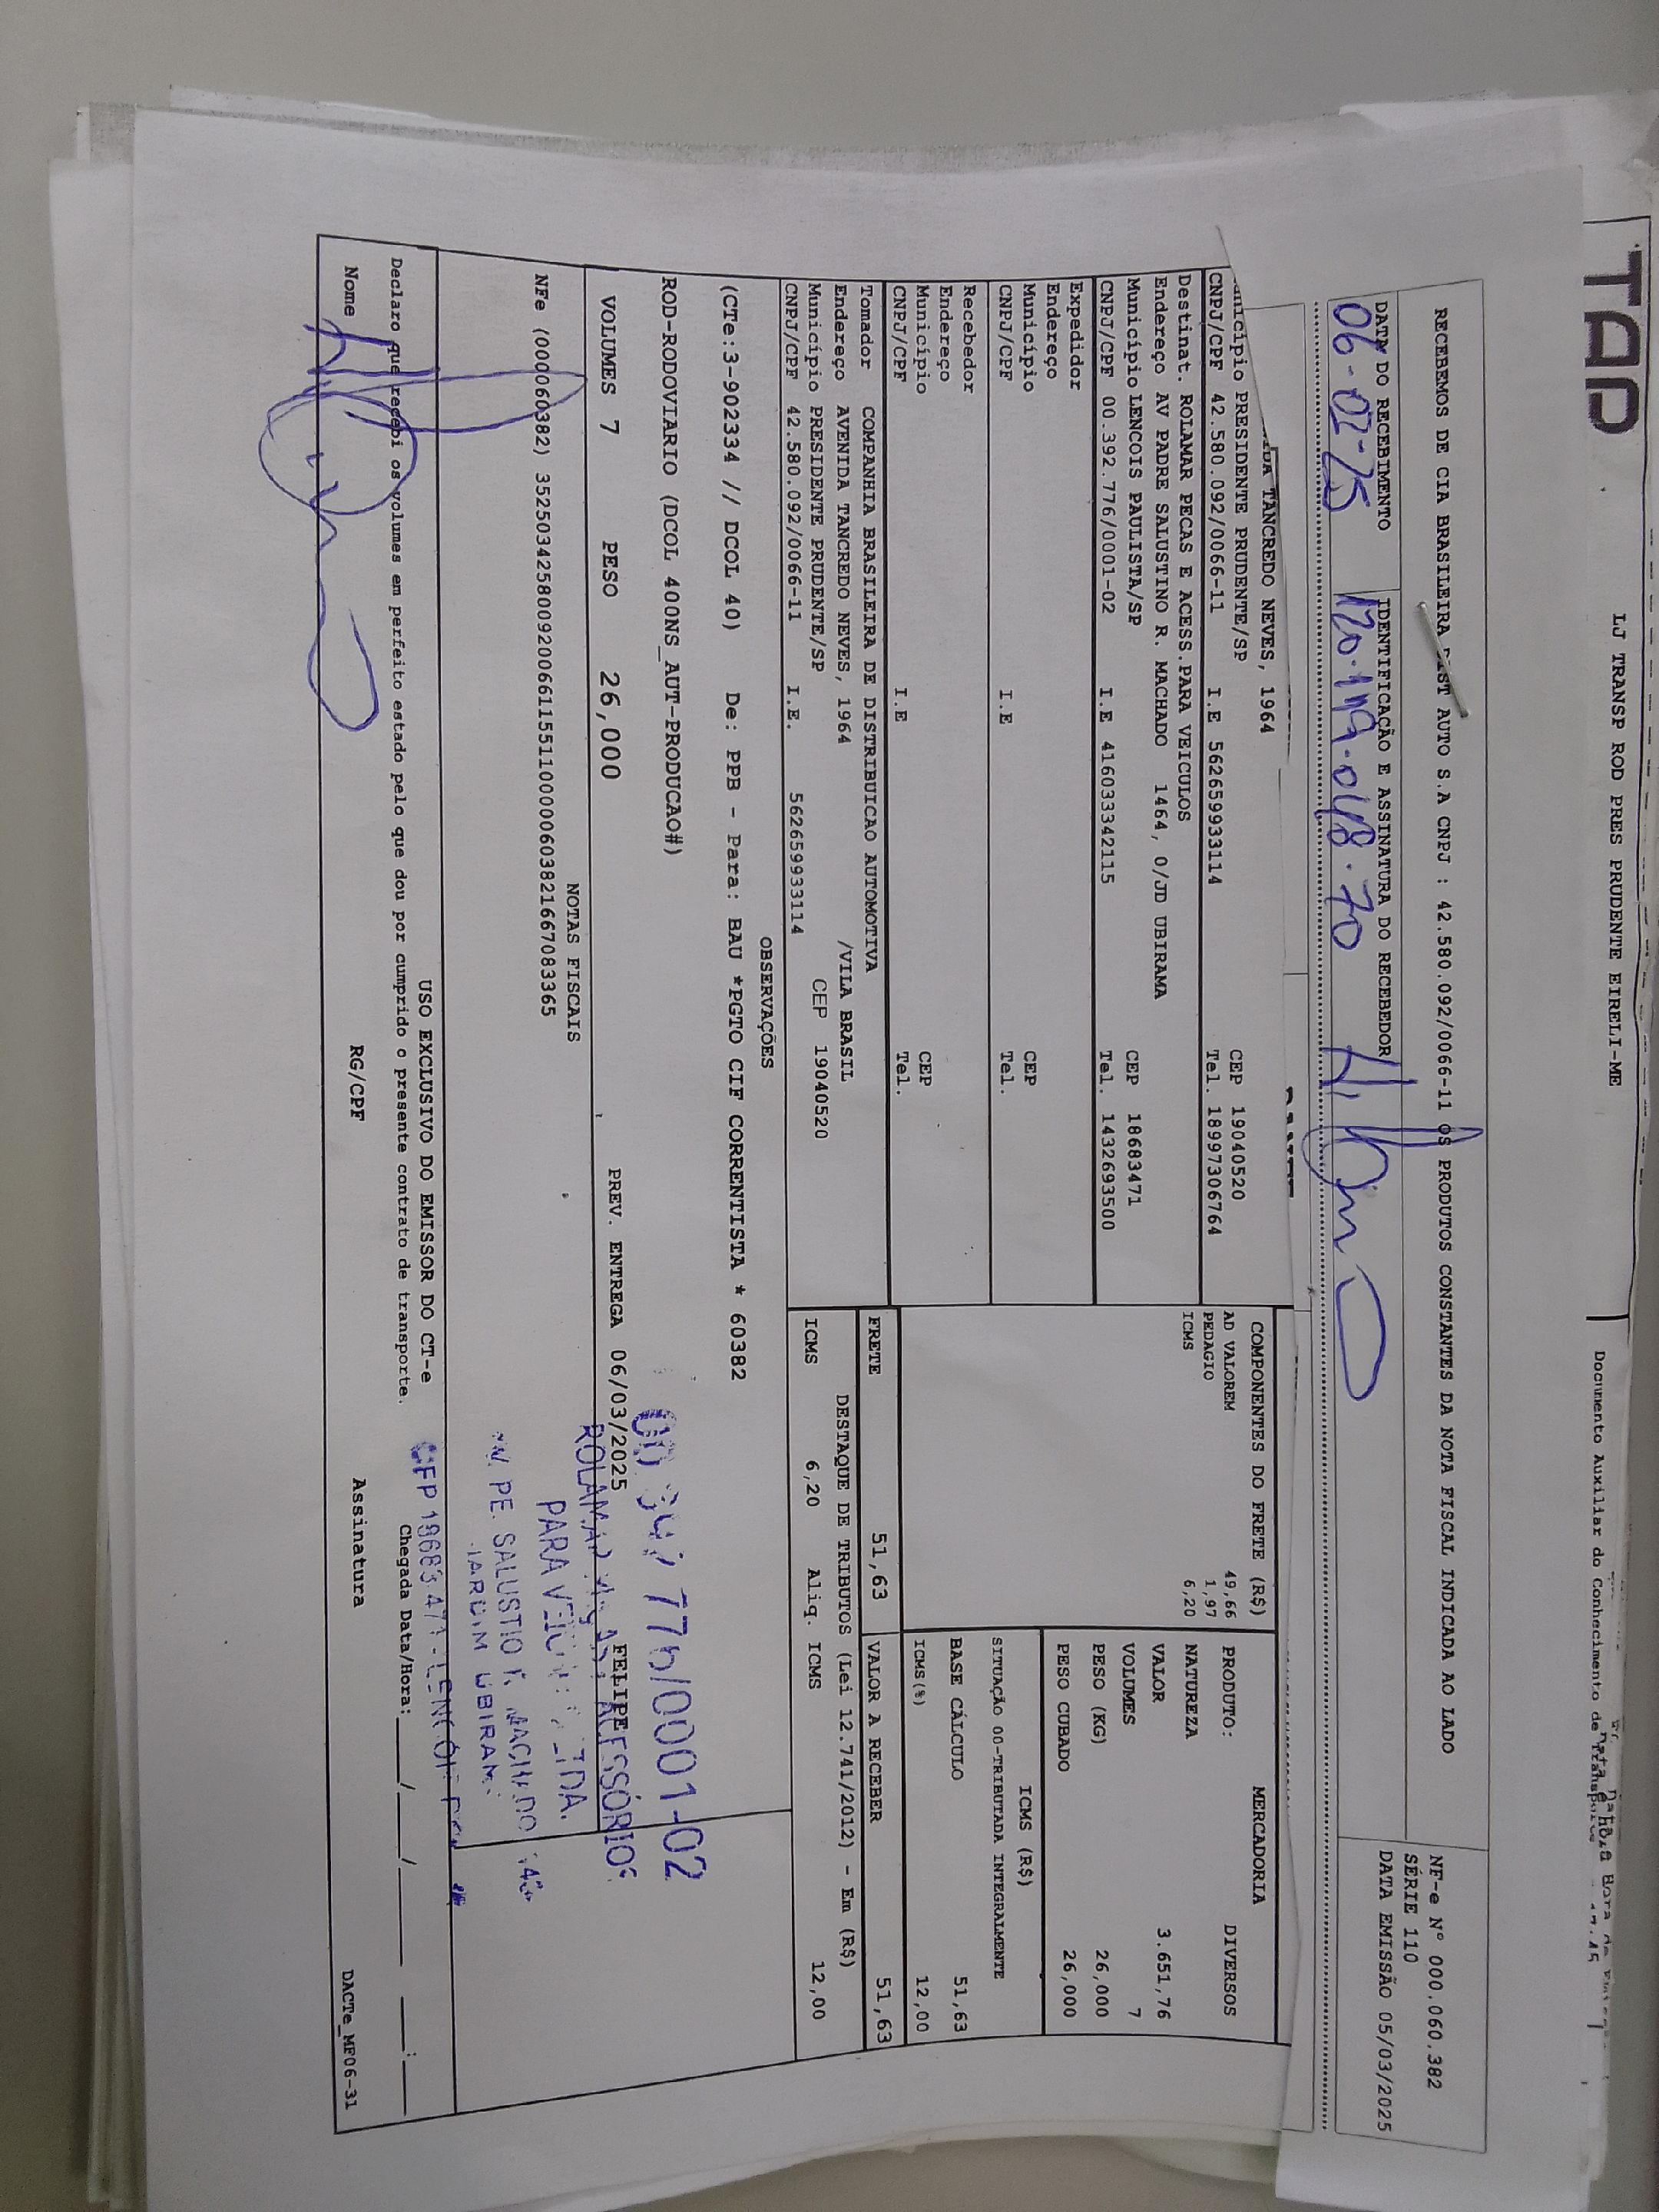 TAD
LJ TRANSP ROD PRES PRUDENTE EIRELI-ME
Documento Auxiliar do Conhecimento de Transporte
RECEBEMOS DE CIA BRASILEIRA DIST AUTO S.A CNPJ : 42.580.092/0066-11 OS PRODUTOS CONSTANTES DA NOTA FISCAL INDICADA AO LADO
NF-e Nº 000.060.382
SÉRIE 110
DATA EMISSÃO 05/03/2025
DATA DO RECEBIMENTO
06-02-25
IDENTIFICAÇÃO E ASSINATURA DO RECEBEDOR
TANCREDO NEVES, 1964
PRESIDENTE PRUDENTE/SP CEP 19040520
CNPJ/CPF 42.580.092/0066-11 I.E 562659933114 Tel. 18997306764
Destinat. ROLAMAR PECAS E ACESS.PARA VEICULOS
Endereço AV PADRE SALUSTINO R. MACHADO 1464, 0/JD UBIRAMA
Município LENCOIS PAULISTA/SP CEP 18683471
CNPJ/CPF 00.392.776/0001-02 I.E 416033342115 Tel. 1432693500
Expedidor
Endereço
Município CEP
CNPJ/CPF I.E Tel.
Recebedor
Endereço
Município CEP
CNPJ/CPF I.E Tel.
Tomador COMPANHIA BRASILEIRA DE DISTRIBUICAO AUTOMOTIVA
Endereço AVENIDA TANCREDO NEVES, 1964 /VILA BRASIL
Município PRESIDENTE PRUDENTE/SP CEP 19040520
CNPJ/CPF 42.580.092/0066-11 I.E. 562659933114
COMPONENTES DO FRETE (R$)
AD VALOREM 49,66
PEDAGIO 1,97
ICMS 6,20
MERCADORIA
PRODUTO: DIVERSOS
NATUREZA
VALOR 3.651,76
VOLUMES 7
PESO (KG) 26,000
PESO CUBADO 26,000
ICMS (R$)
SITUAÇÃO 00-TRIBUTADA INTEGRALMENTE
BASE CÁLCULO 51,63
ICMS(%) 12,00
FRETE 51,63 VALOR A RECEBER 51,63
DESTAQUE DE TRIBUTOS (Lei 12.741/2012) - Em (R$)
ICMS 6,20 Aliq. ICMS 12,00
OBSERVAÇÕES
(CTe:3-902334 // DCOL 40) De: PPB - Para: BAU *PGTO CIF CORRENTISTA * 60382
ROD-RODOVIARIO (DCOL 400NS_AUT-PRODUCAO#)
VOLUMES 7 PESO 26,000 PREV. ENTREGA 06/03/2025 FELIPE
NOTAS FISCAIS
NFe (000060382) 35250342580092006611551100000603821667083365
776/0001-02
ROLAMAR ACESSÓRIOS
PARA LTDA.
PE. SALUSTIO R. MACHADO
JARDIM UBIRAMA
CEP 18683-471 - LENÇÓIS
USO EXCLUSIVO DO EMISSOR DO CT-e
Declaro que recebi os volumes em perfeito estado pelo que dou por cumprido o presente contrato de transporte. Chegada Data/Hora: ____/____/______ ___:___
Nome RG/CPF Assinatura DACTe_MF06-31